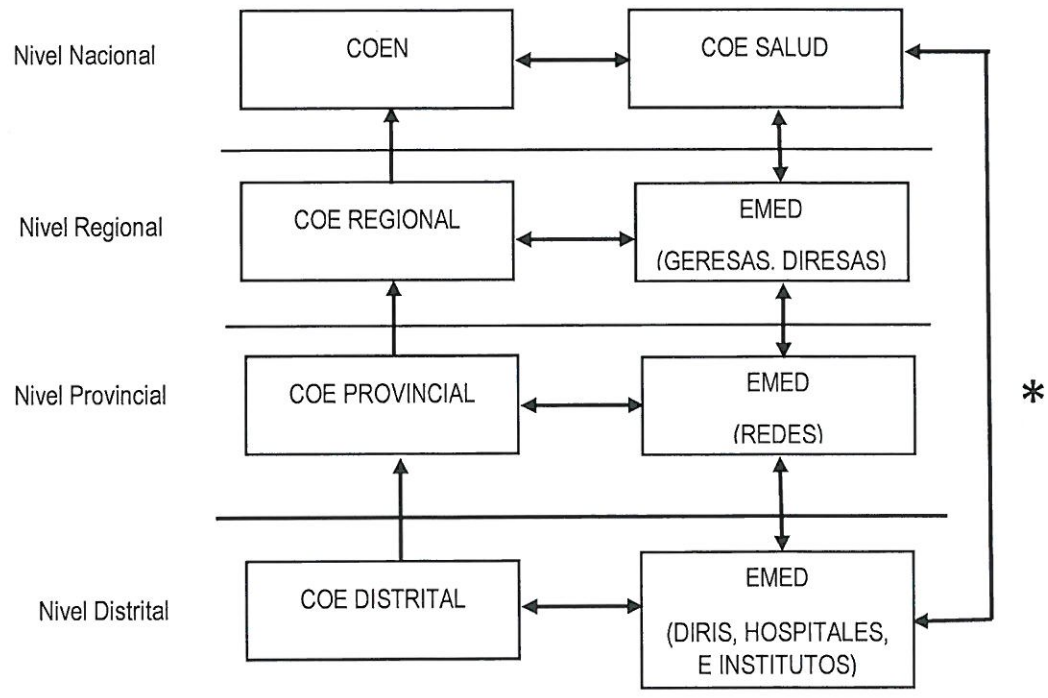 Nivel Nacional
COEN
COE SALUD
Nivel Regional
COE REGIONAL
EMED
(GERESAS. DIRESAS)
Nivel Provincial
COE PROVINCIAL
EMED
(REDES)
*
Nivel Distrital
COE DISTRITAL
EMED
(DIRIS, HOSPITALES,
E INSTITUTOS)